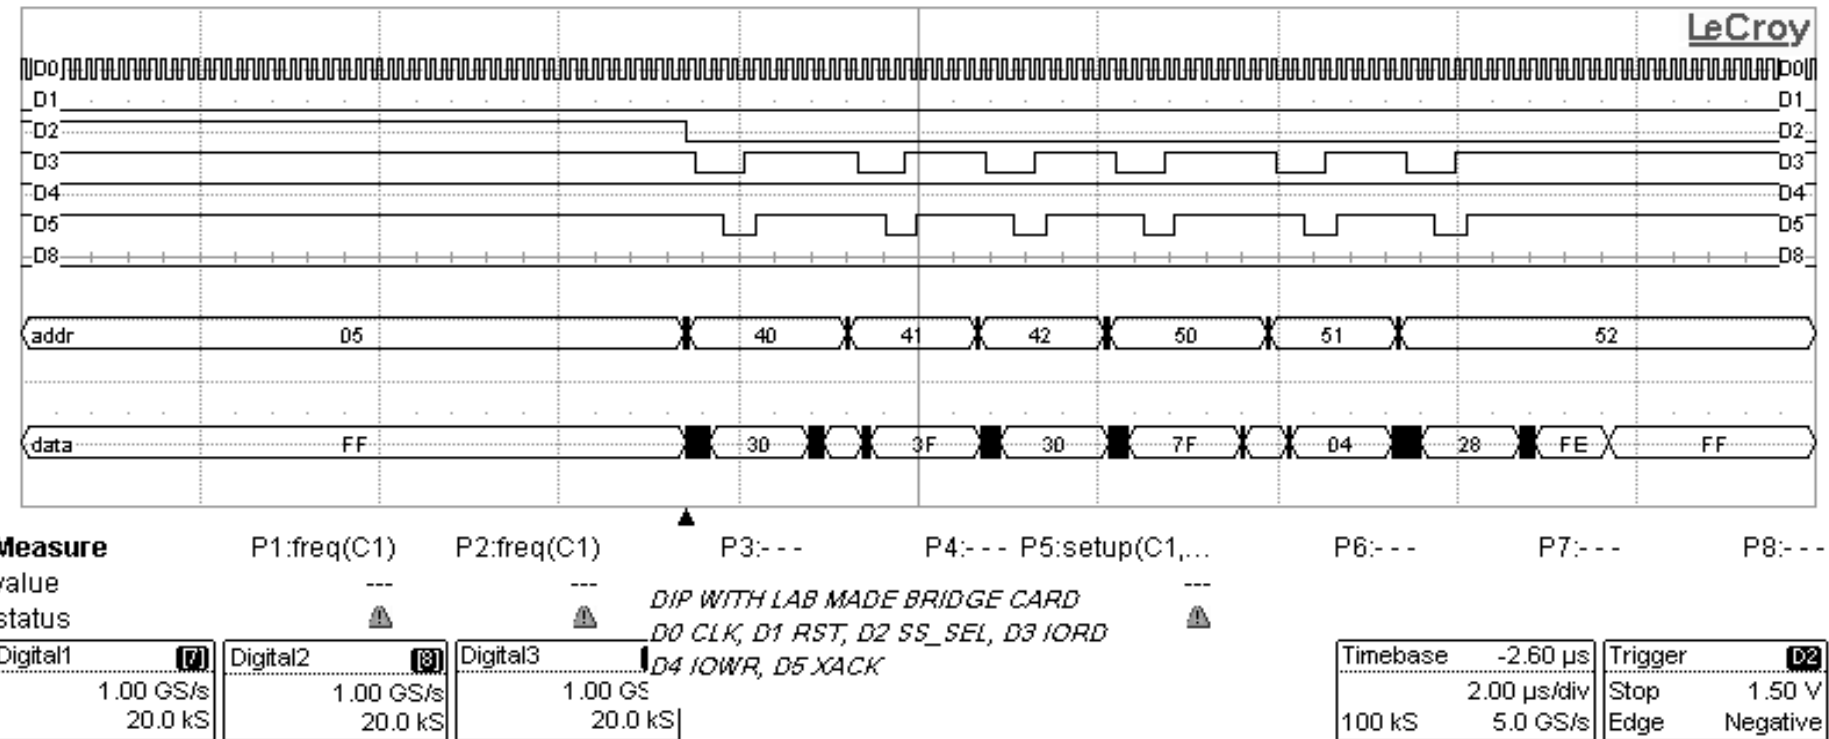 LeCroy
D0 D0
D1 D1
D2 D2
D3 D3
D4 D4
D5 D5
D8 D8
addr D5 40 41 42 50 51 52
data FF 30 3F 30 7F 04 28 FE FF
Measure P1:freq(C1) P2:freq(C1) P3:- - - P4:- - - P5:setup(C1,... P6:- - - P7:- - - P8:- - -
value --- --- ---
status
DIP WITH LAB MADE BRIDGE CARD
D0 CLK, D1 RST, D2 SS_SEL, D3 IORD
D4 IOWR, D5 XACK
Digital1 [7] Digital2 [8] Digital3 Timebase -2.60 µs Trigger D2
1.00 GS/s 1.00 GS/s 1.00 GS 2.00 µs/div Stop 1.50 V
20.0 kS 20.0 kS 20.0 kS 100 kS 5.0 GS/s Edge Negative